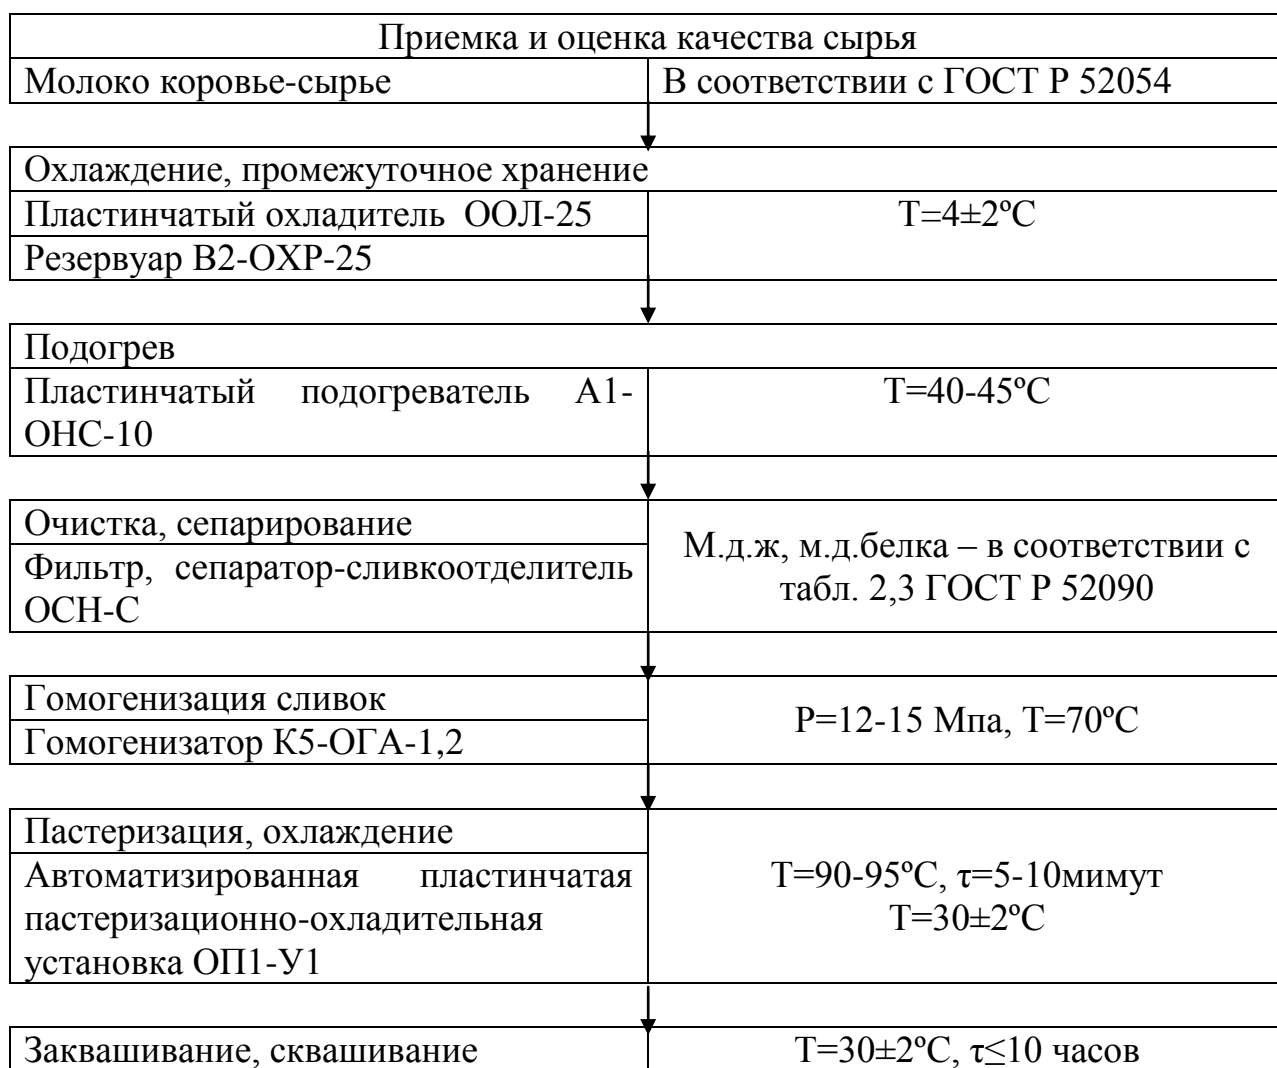 Приемка и оценка качества сырья
Молоко коровье-сырье
В соответствии с ГОСТ Р 52054
Охлаждение, промежуточное хранение
Пластинчатый охладитель ООЛ-25
Т=4±2ºС
Резервуар В2-ОХР-25
Подогрев
Пластинчатый подогреватель А1-
ОНС-10
Т=40-45ºС
Очистка, сепарирование
Фильтр, сепаратор-сливкоотделитель
ОСН-С
М.д.ж, м.д.белка – в соответствии с
табл. 2,3 ГОСТ Р 52090
Гомогенизация сливок
Гомогенизатор К5-ОГА-1,2
Р=12-15 Мпа, Т=70ºС
Пастеризация, охлаждение
Автоматизированная пластинчатая
пастеризационно-охладительная
установка ОП1-У1
Т=90-95ºС, τ=5-10мимут
Т=30±2ºС
Заквашивание, сквашивание
Т=30±2ºС, τ≤10 часов